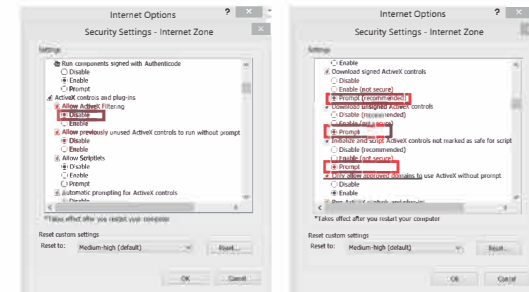 Internet Options
Security Settings - Internet Zone
Settings
Run components signed with Authenticode
Disable
Enable
Prompt
ActiveX controls and plug-ins
Allow ActiveX Filtering
Disable
Enable
Allow previously unused ActiveX controls to run without prompt
Disable
Enable
Allow Scriptlets
Disable
Enable
Prompt
Automatic prompting for ActiveX controls
Disable
*Takes effect after you restart your computer
Reset custom settings
Reset to: Medium-high (default) Reset...
OK Cancel
Internet Options
Security Settings - Internet Zone
Settings
Enable
Download signed ActiveX controls
Disable
Enable (not secure)
Prompt (recommended)
Download unsigned ActiveX controls
Disable (recommended)
Enable (not secure)
Prompt
Initialize and script ActiveX controls not marked as safe for script
Disable (recommended)
Enable (not secure)
Prompt
Only allow approved domains to use ActiveX without prompt
Disable
Enable
Run ActiveX controls and plug-ins
*Takes effect after you restart your computer
Reset custom settings
Reset to: Medium-high (default) Reset...
OK Cancel